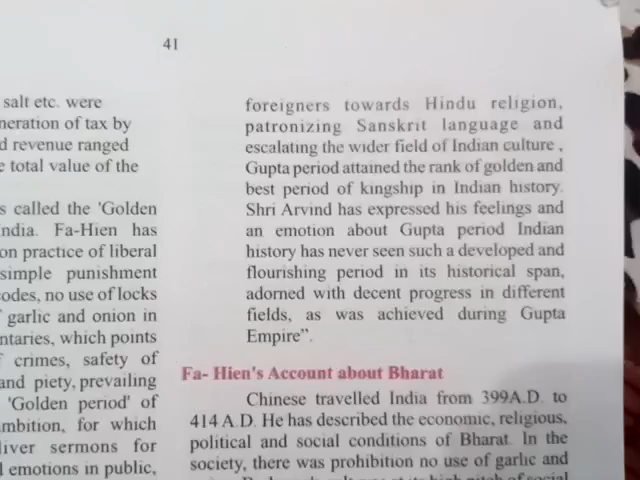 41
salt etc. were
neration of tax by
d revenue ranged
e total value of the
s called the 'Golden
ndia. Fa-Hien has
on practice of liberal
simple punishment
odes, no use of locks
garlic and onion in
ntaries, which points
crimes, safety of
and piety, prevailing
'Golden period' of
mbition, for which
liver sermons for
l emotions in public,
foreigners towards Hindu religion,
patronizing Sanskrit language and
escalating the wider field of Indian culture ,
Gupta period attained the rank of golden and
best period of kingship in Indian history.
Shri Arvind has expressed his feelings and
an emotion about Gupta period Indian
history has never seen such a developed and
flourishing period in its historical span,
adorned with decent progress in different
fields, as was achieved during Gupta
Empire".
Fa- Hien's Account about Bharat
Chinese travelled India from 399A.D. to
414 A.D. He has described the economic, religious,
political and social conditions of Bharat. In the
society, there was prohibition no use of garlic and